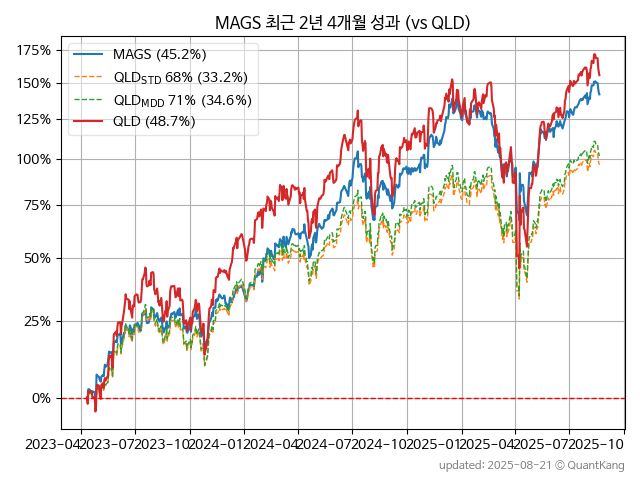 MAGS 최근 2년 4개월 성과 (vs QLD)
175%
150%
125%
100%
75%
50%
25%
0%
MAGS (45.2%)
QLD_STD 68% (33.2%)
QLD_MDD 71% (34.6%)
QLD (48.7%)
2023-04 2023-07 2023-10 2024-01 2024-04 2024-07 2024-10 2025-01 2025-04 2025-07 2025-10
updated: 2025-08-21 © QuantKang